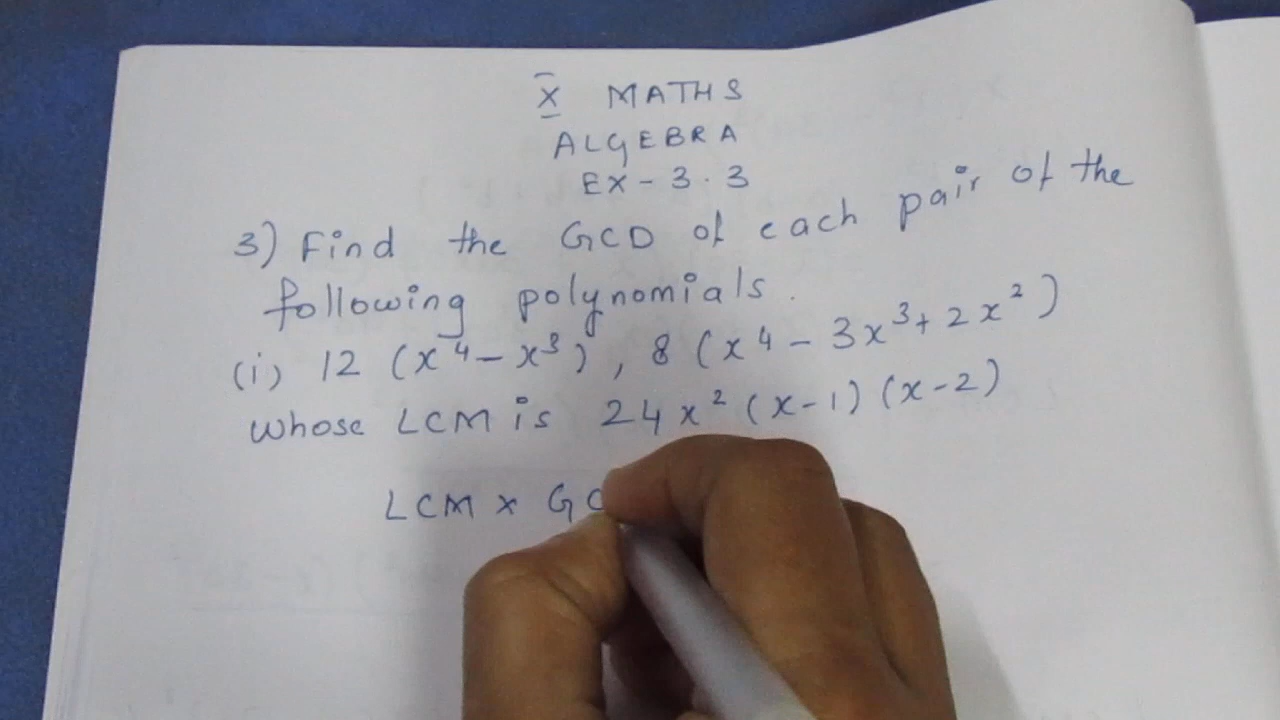 X MATHS
ALGEBRA
EX - 3.3
3) Find the GCD of each pair of the
following polynomials.
(i) 12 (x⁴ - x³), 8 (x⁴ - 3x³ + 2x²)
whose LCM is 24x² (x-1) (x-2)
LCM x GC